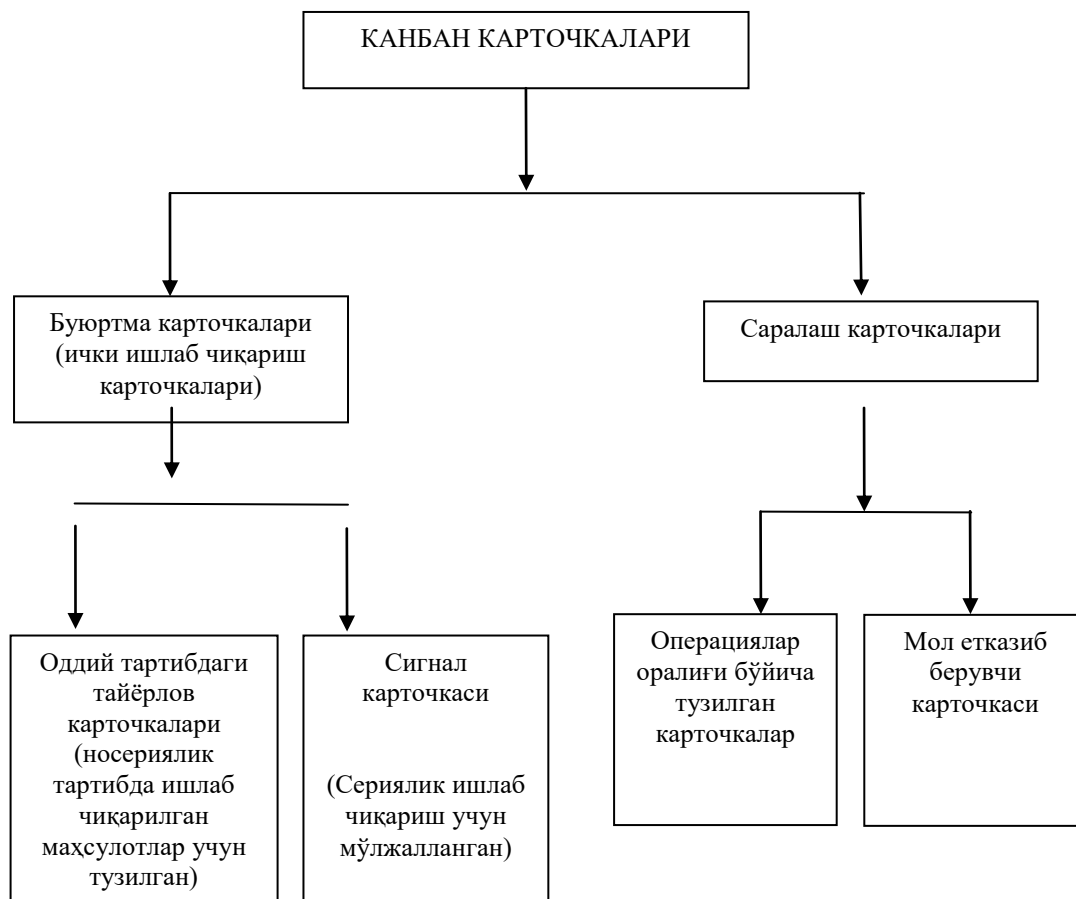 КАНБАН КАРТОЧКАЛАРИ
Буюртма карточкалари
(ички ишлаб чиқариш
карточкалари)
Саралаш карточкалари
Оддий тартибдаги
тайёрлов
карточкалари
(носериялик
тартибда ишлаб
чиқарилган
маҳсулотлар учун
тузилган)
Сигнал
карточкаси
(Сериялик ишлаб
чиқариш учун
мўлжалланган)
Операциялар
оралиғи бўйича
тузилган
карточкалар
Мол етказиб
берувчи
карточкаси